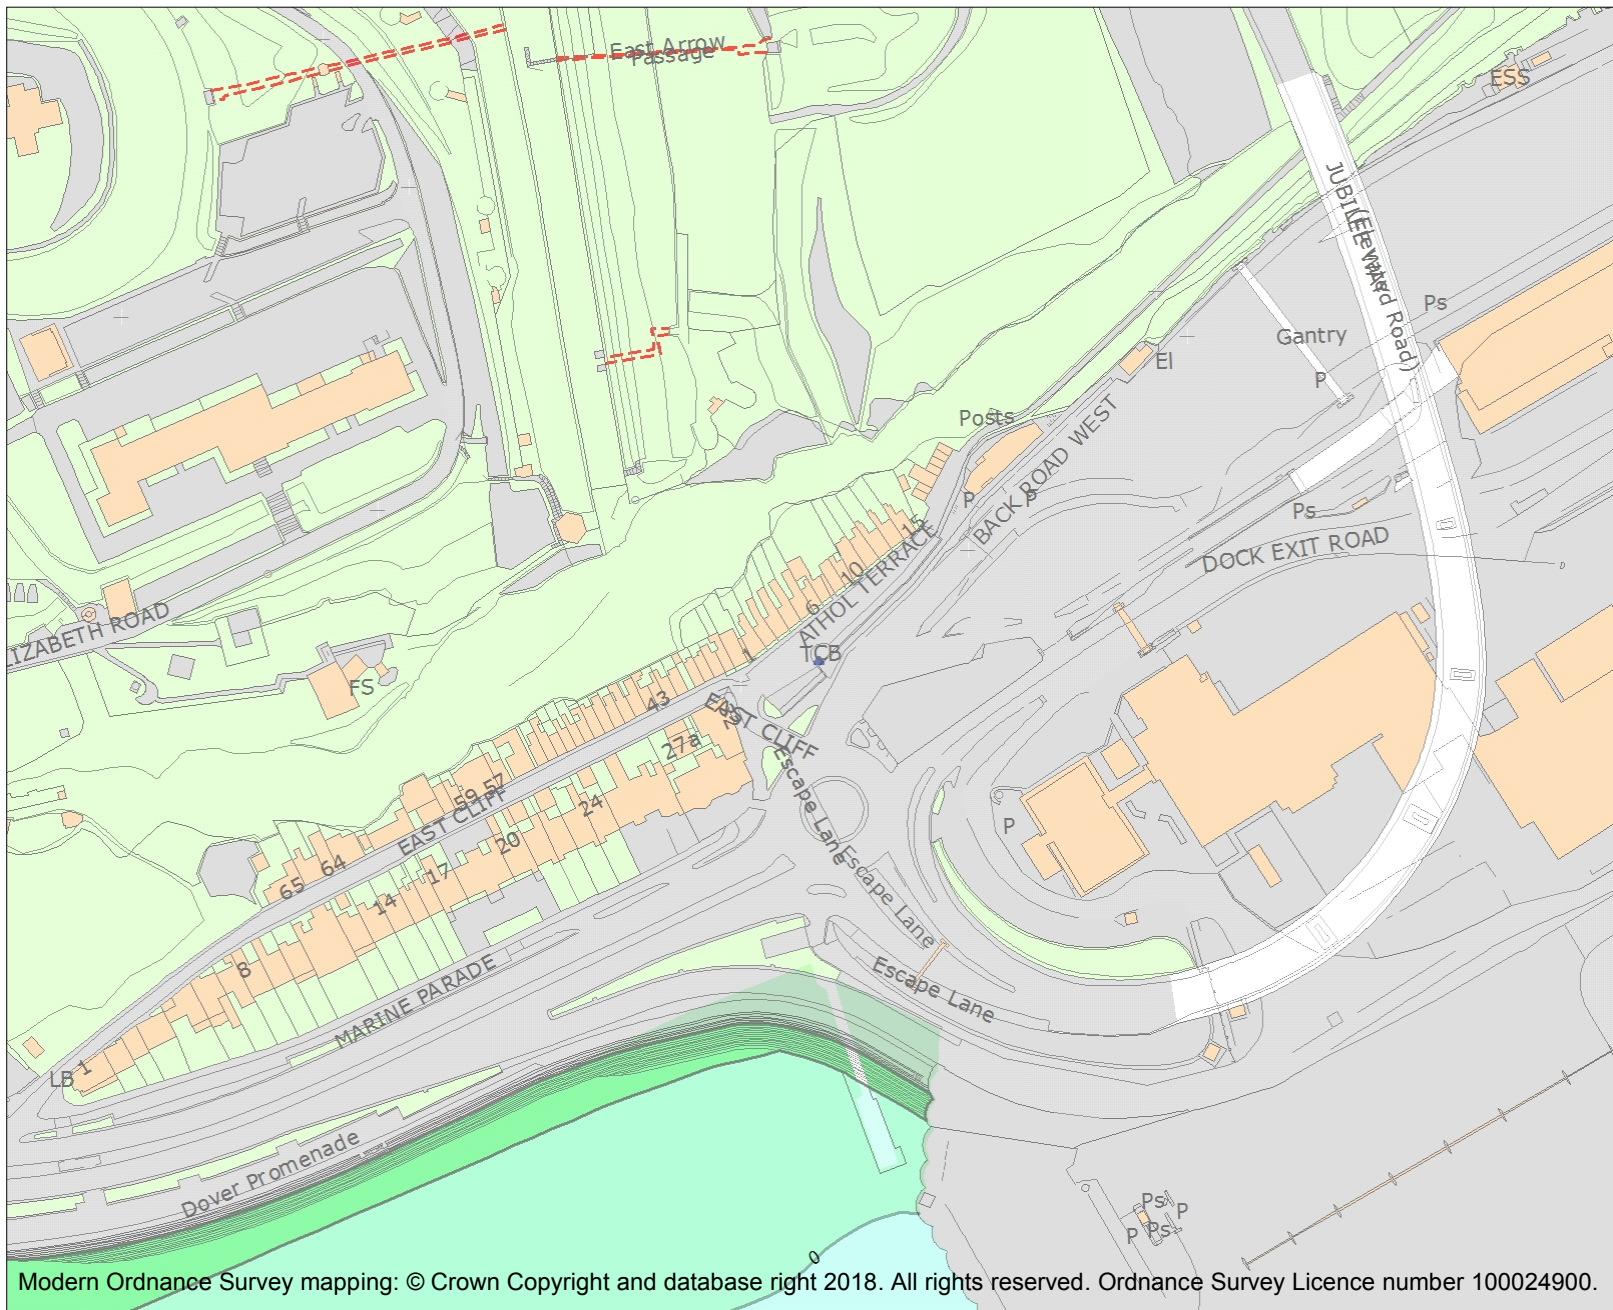 East Arrow
Passage
ESS
JUBILEE WAY
(Elevated Road)
Ps
Gantry
P
El
Posts
BACK ROAD WEST
P
P
Ps
DOCK EXIT ROAD
15
10
6
ATHOL TERRACE
1
TCB
LIZABETH ROAD
FS
43
EAST CLIFF
27a
Escape Lane
59
57
EAST CLIFF
24
20
17
14
64
65
P
Escape Lane
Escape Lane
8
MARINE PARADE
LB
1
Dover Promenade
Ps
P
P
Ps
0
Modern Ordnance Survey mapping: © Crown Copyright and database right 2018. All rights reserved. Ordnance Survey Licence number 100024900.